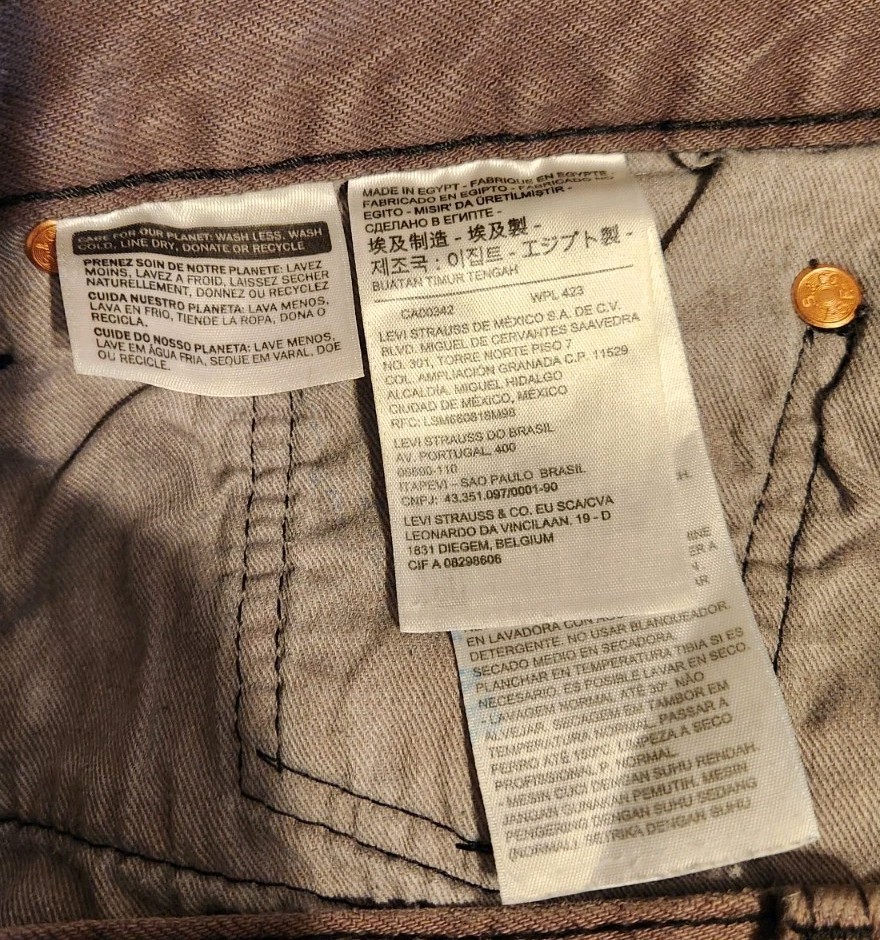 CARE FOR OUR PLANET: WASH LESS, WASH
COLD, LINE DRY, DONATE OR RECYCLE
PRENEZ SOIN DE NOTRE PLANETE: LAVEZ
MOINS, LAVEZ A FROID, LAISSEZ SECHER
NATURELLEMENT, DONNEZ OU RECYCLEZ
CUIDA NUESTRO PLANETA: LAVA MENOS,
LAVA EN FRIO, TIENDE LA ROPA, DONA O
RECICLA.
CUIDE DO NOSSO PLANETA: LAVE MENOS,
LAVE EM ÁGUA FRIA, SEQUE EM VARAL, DOE
OU RECICLE.
MADE IN EGYPT - FABRIQUE EN EGYPTE
FABRICADO EN EGIPTO - FABRICADO NO
EGITO - MISIR' DA ÜRETİLMİŞTİR -
СДЕЛАНО В ЕГИПТЕ -
埃及制造 - 埃及製 -
제조국 : 이집트 - エジプト製 -
BUATAN TIMUR TENGAH
CA00342 WPL 423
LEVI STRAUSS DE MÉXICO S.A. DE C.V.
BLVD. MIGUEL DE CERVANTES SAAVEDRA
NO. 301, TORRE NORTE PISO 7
COL. AMPLIACIÓN GRANADA C.P. 11529
ALCALDÍA, MIGUEL HIDALGO
CIUDAD DE MÉXICO, MÉXICO
RFC: LSM660818M98
LEVI STRAUSS DO BRASIL
AV. PORTUGAL, 400
06690-110
ITAPEVI - SÃO PAULO BRASIL
CNPJ: 43.351.097/0001-90
LEVI STRAUSS & CO. EU SCA/CVA
LEONARDO DA VINCILAAN, 19 - D
1831 DIEGEM, BELGIUM
CIF A 08298606
EN LAVADORA CON
DETERGENTE. NO USAR BLANQUEADOR.
SECADO MEDIO EN SECADORA.
PLANCHAR EN TEMPERATURA TIBIA SI ES
NECESARIO. ES POSIBLE LAVAR EN SECO.
LAVAGEM NORMAL ATÉ 30°. NÃO
ALVEJAR. SECAGEM EM TAMBOR EM
TEMPERATURA NORMAL. PASSAR A
FERRO ATÉ 150°C. LIMPEZA A SECO
PROFISSIONAL P. NORMAL.
MESIN CUCI DENGAN SUHU RENDAH.
JANGAN GUNAKAN PEMUTIH. MESIN
PENGERING DENGAN SUHU SEDANG
(NORMAL). SETRIKA DENGAN SUHU